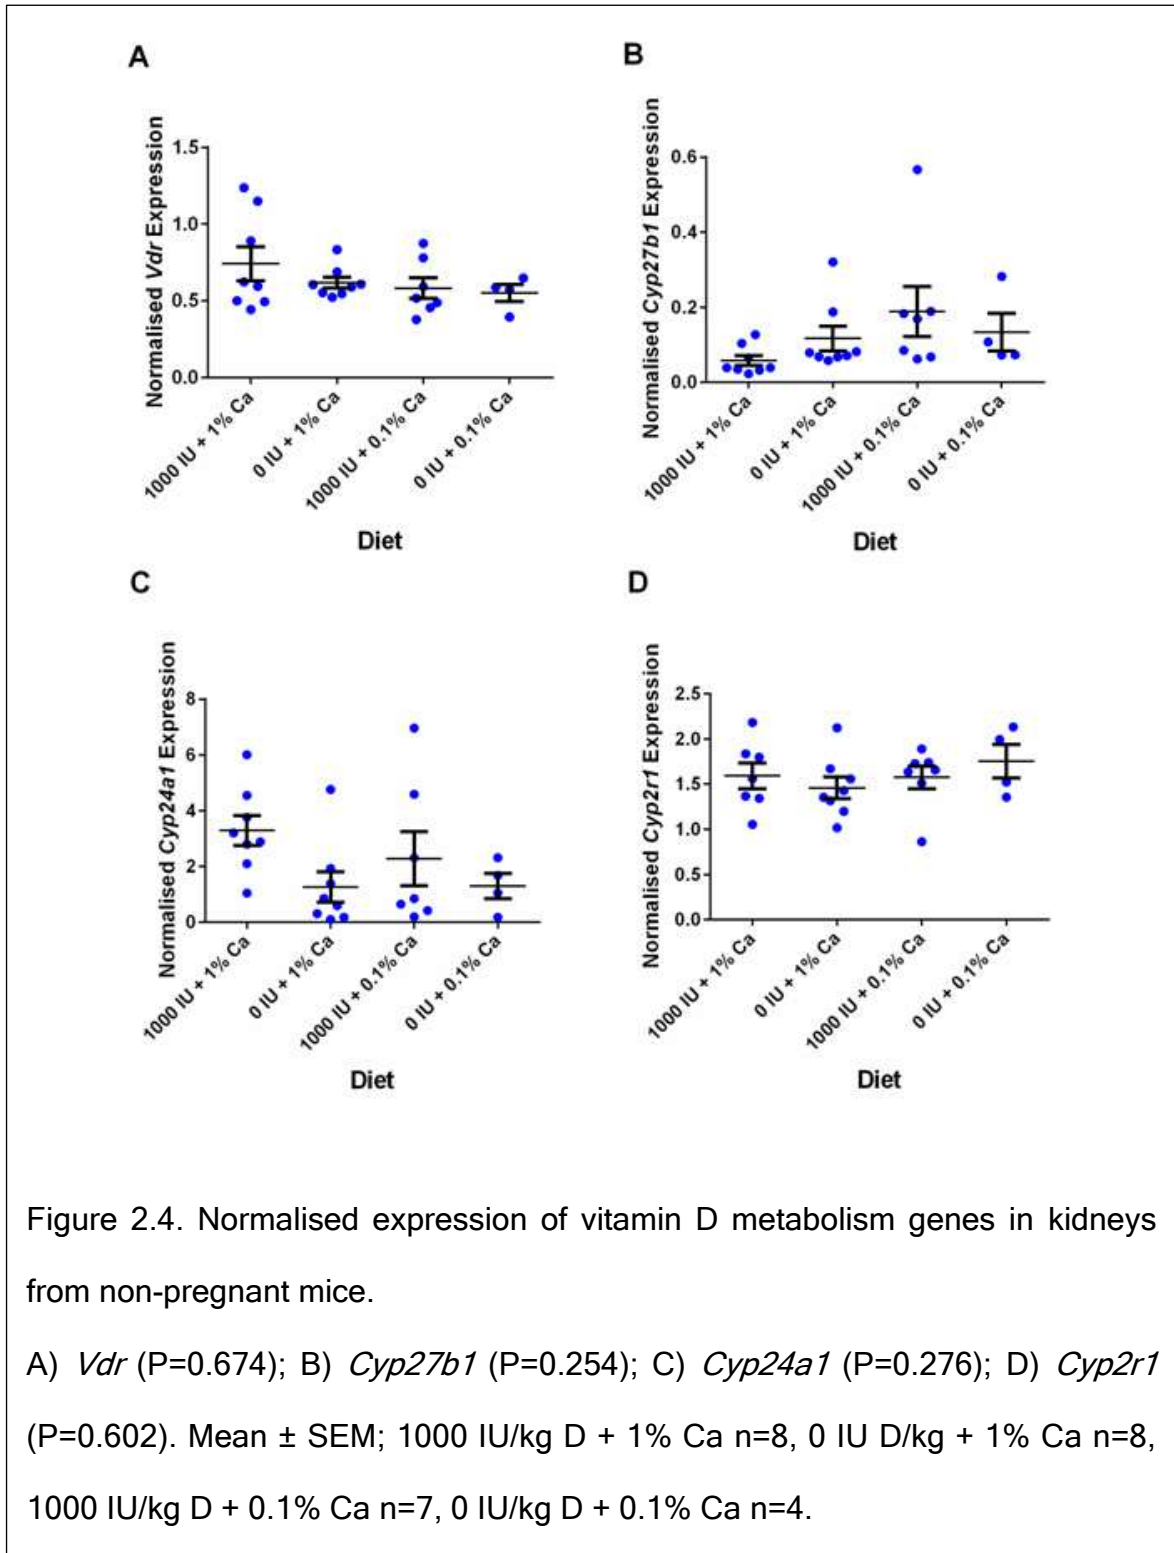 A
Normalised Vdr Expression
1.5
1.0
0.5
0.0
1000 IU + 1% Ca
0 IU + 1% Ca
1000 IU + 0.1% Ca
0 IU + 0.1% Ca
Diet
B
Normalised Cyp27b1 Expression
0.6
0.4
0.2
0.0
1000 IU + 1% Ca
0 IU + 1% Ca
1000 IU + 0.1% Ca
0 IU + 0.1% Ca
Diet
C
Normalised Cyp24a1 Expression
8
6
4
2
0
1000 IU + 1% Ca
0 IU + 1% Ca
1000 IU + 0.1% Ca
0 IU + 0.1% Ca
Diet
D
Normalised Cyp2r1 Expression
2.5
2.0
1.5
1.0
0.5
0.0
1000 IU + 1% Ca
0 IU + 1% Ca
1000 IU + 0.1% Ca
0 IU + 0.1% Ca
Diet
Figure 2.4. Normalised expression of vitamin D metabolism genes in kidneys
from non-pregnant mice.
A) Vdr (P=0.674); B) Cyp27b1 (P=0.254); C) Cyp24a1 (P=0.276); D) Cyp2r1
(P=0.602). Mean ± SEM; 1000 IU/kg D + 1% Ca n=8, 0 IU D/kg + 1% Ca n=8,
1000 IU/kg D + 0.1% Ca n=7, 0 IU/kg D + 0.1% Ca n=4.